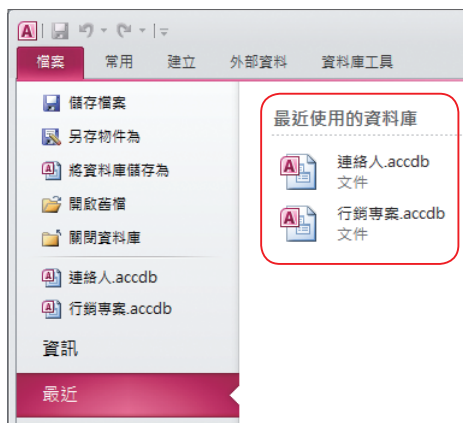 檔案 常用 建立 外部資料 資料庫工具
儲存檔案
另存物件為
將資料庫儲存為
開啟舊檔
關閉資料庫
連絡人.accdb
行銷專案.accdb
資訊
最近
最近使用的資料庫
連絡人.accdb
文件
行銷專案.accdb
文件